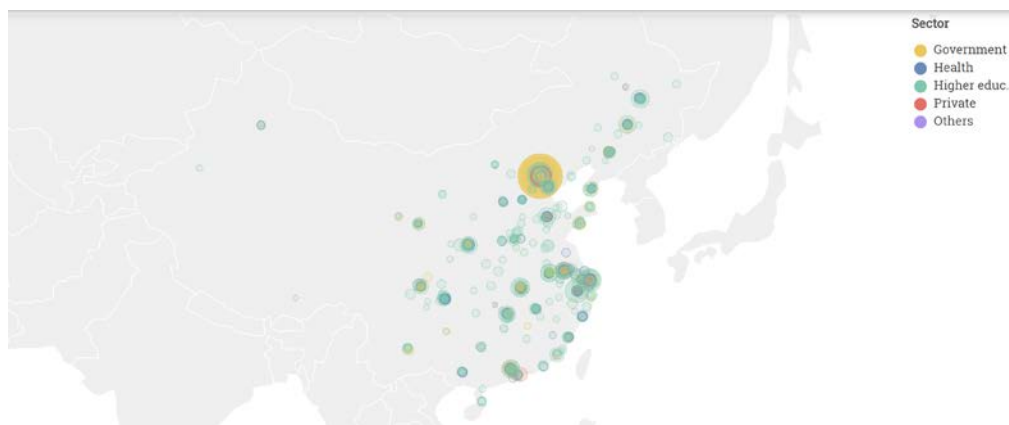 Sector
Government
Health
Higher educ.
Private
Others